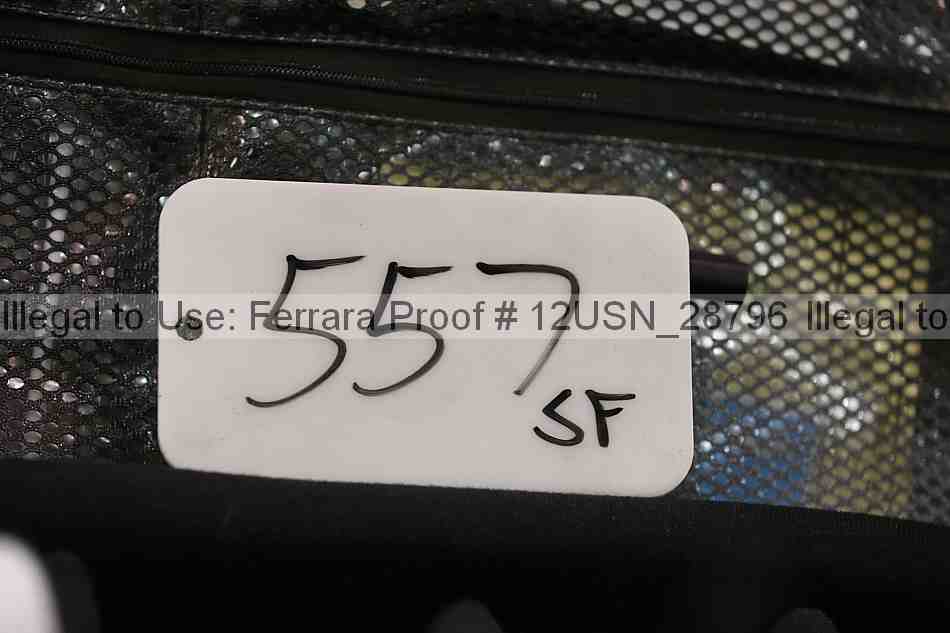 557
Illegal to Use: Ferrara Proof # 12USN_28796 Illegal to
SF